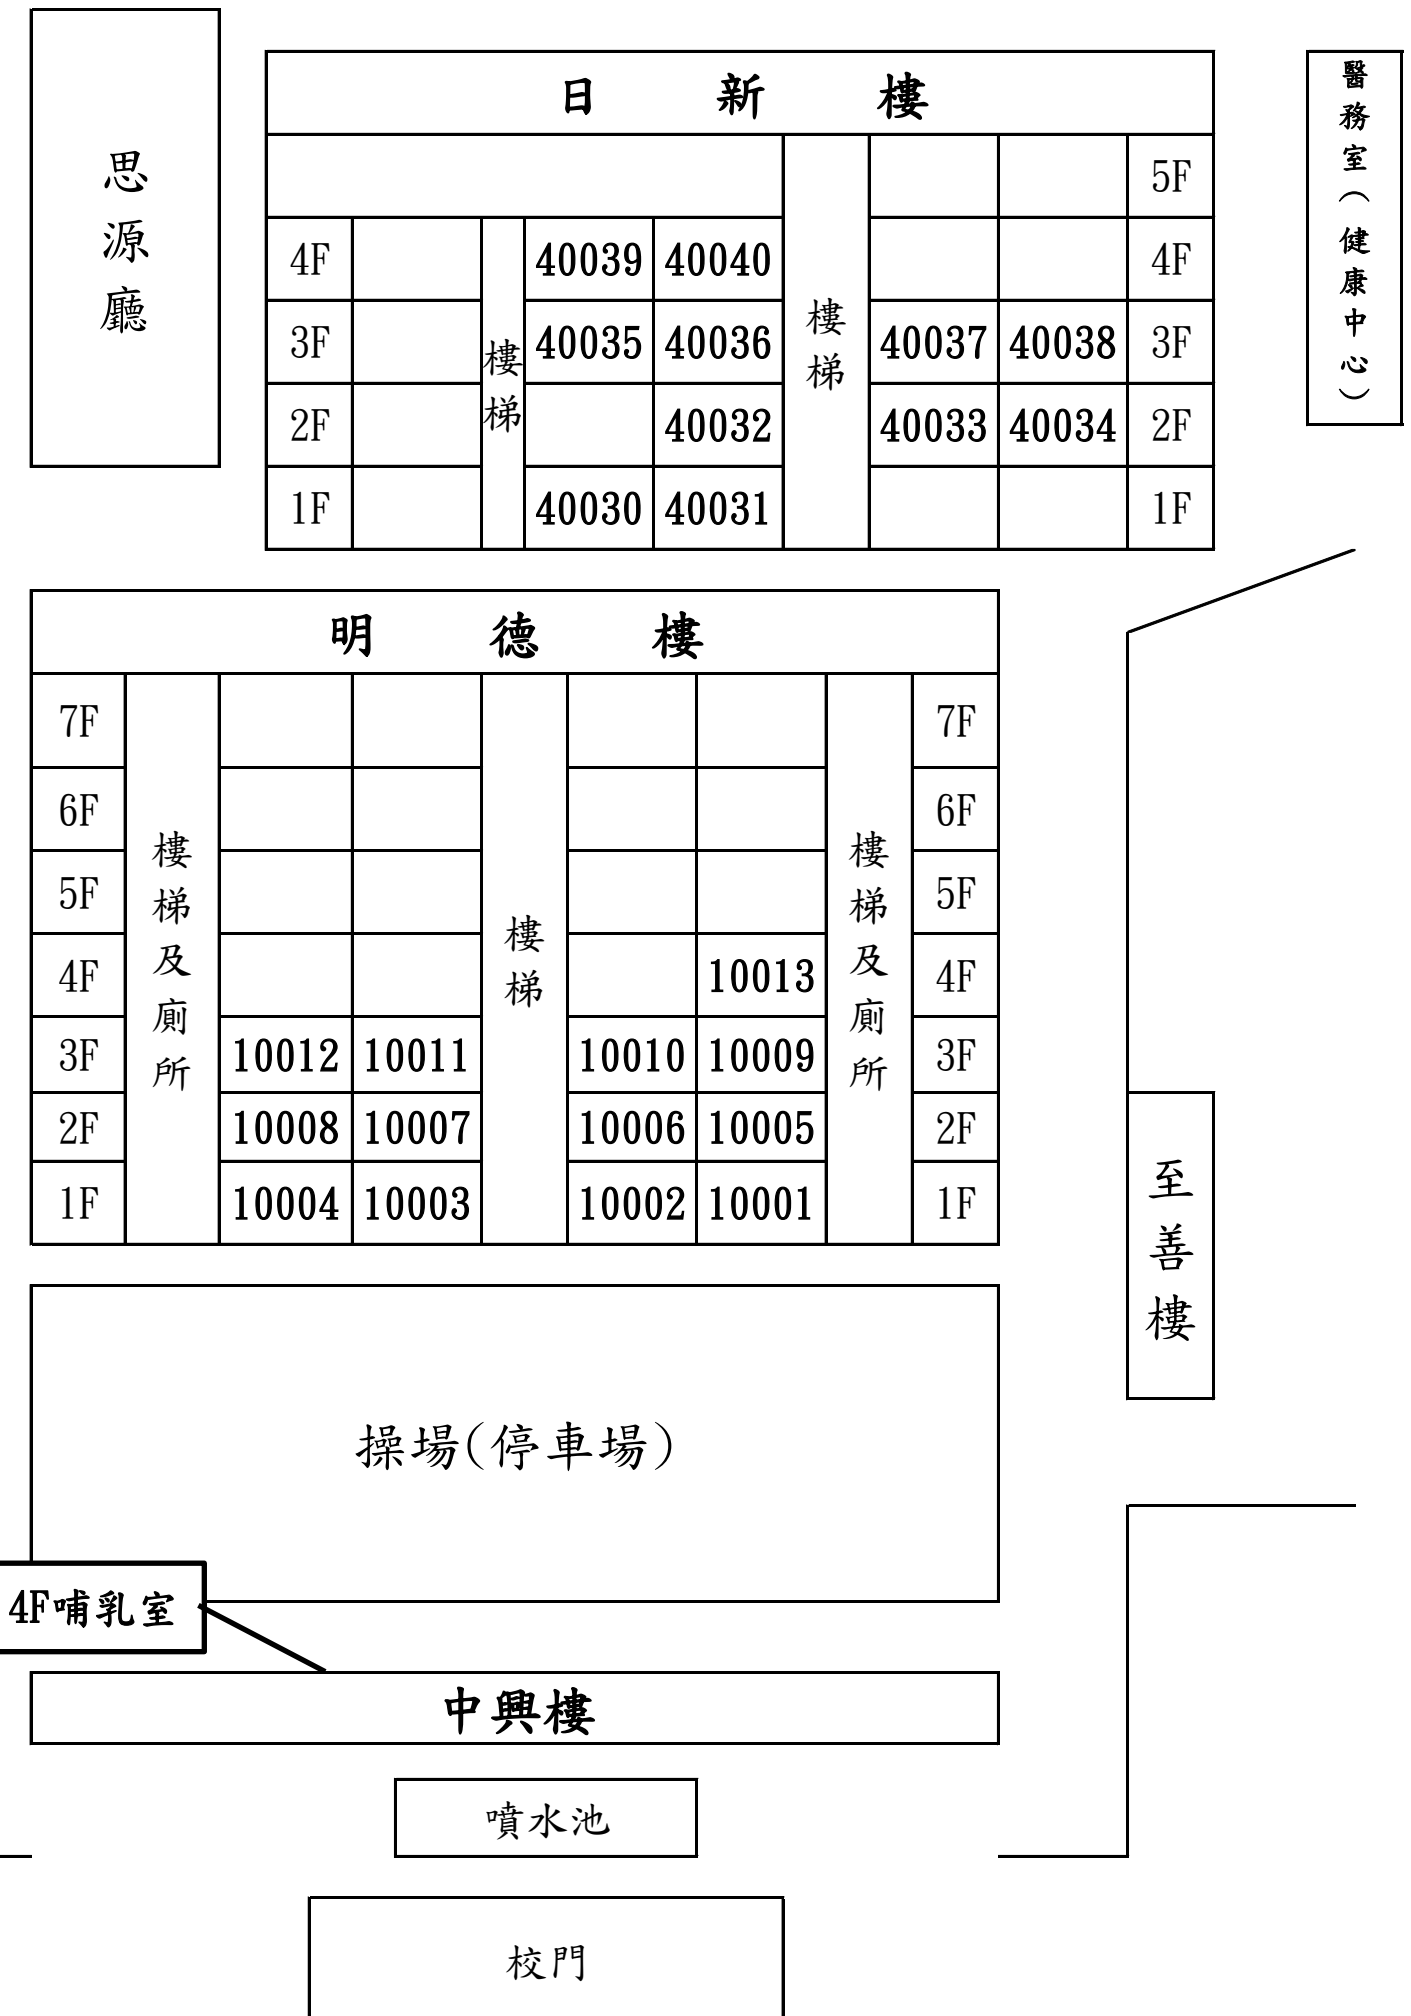 思源廳
日新樓
醫務室（健康中心）
5F
4F 40039 40040 4F
3F 40035 40036 40037 40038 3F
2F 40032 40033 40034 2F
1F 40030 40031 1F
樓梯
樓梯
明德樓
7F 7F
6F 6F
5F 5F
4F 10013 4F
3F 10012 10011 10010 10009 3F
2F 10008 10007 10006 10005 2F
1F 10004 10003 10002 10001 1F
樓梯及廁所
樓梯
樓梯及廁所
至善樓
操場(停車場)
4F哺乳室
中興樓
噴水池
校門